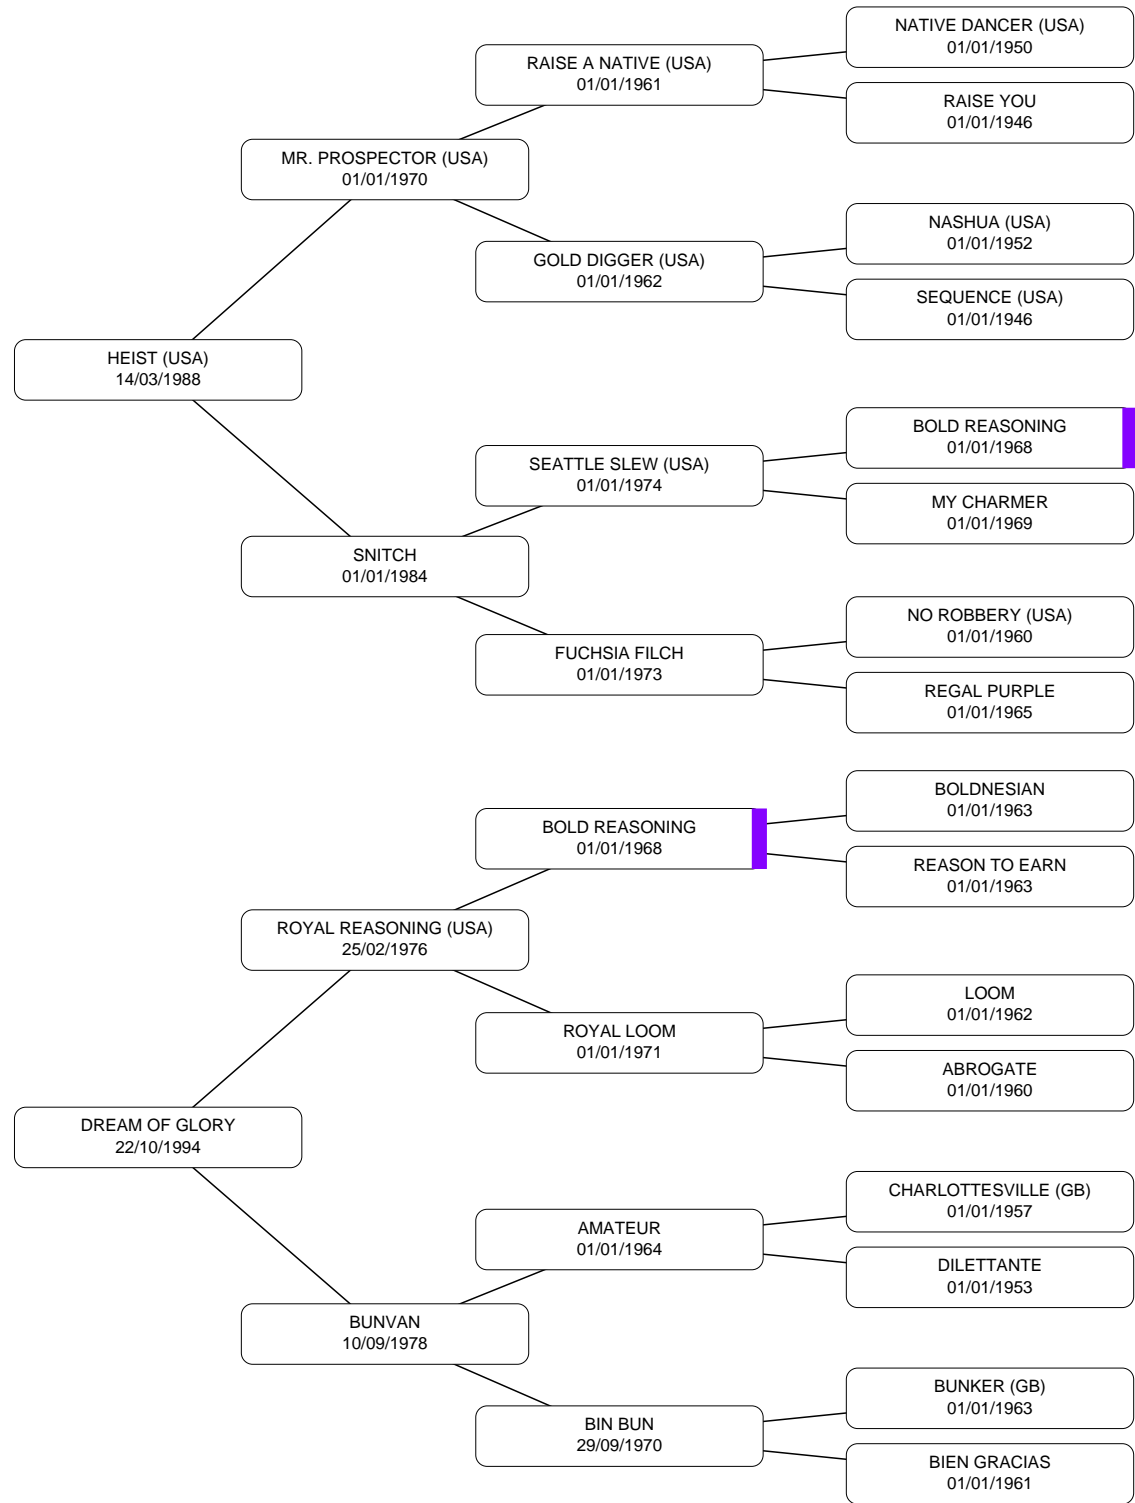 NATIVE DANCER (USA)
01/01/1950
RAISE A NATIVE (USA)
01/01/1961
RAISE YOU
01/01/1946
MR. PROSPECTOR (USA)
01/01/1970
NASHUA (USA)
01/01/1952
GOLD DIGGER (USA)
01/01/1962
SEQUENCE (USA)
01/01/1946
HEIST (USA)
14/03/1988
BOLD REASONING
01/01/1968
SEATTLE SLEW (USA)
01/01/1974
MY CHARMER
01/01/1969
SNITCH
01/01/1984
NO ROBBERY (USA)
01/01/1960
FUCHSIA FILCH
01/01/1973
REGAL PURPLE
01/01/1965
BOLDNESIAN
01/01/1963
BOLD REASONING
01/01/1968
REASON TO EARN
01/01/1963
ROYAL REASONING (USA)
25/02/1976
LOOM
01/01/1962
ROYAL LOOM
01/01/1971
ABROGATE
01/01/1960
DREAM OF GLORY
22/10/1994
CHARLOTTESVILLE (GB)
01/01/1957
AMATEUR
01/01/1964
DILETTANTE
01/01/1953
BUNVAN
10/09/1978
BUNKER (GB)
01/01/1963
BIN BUN
29/09/1970
BIEN GRACIAS
01/01/1961